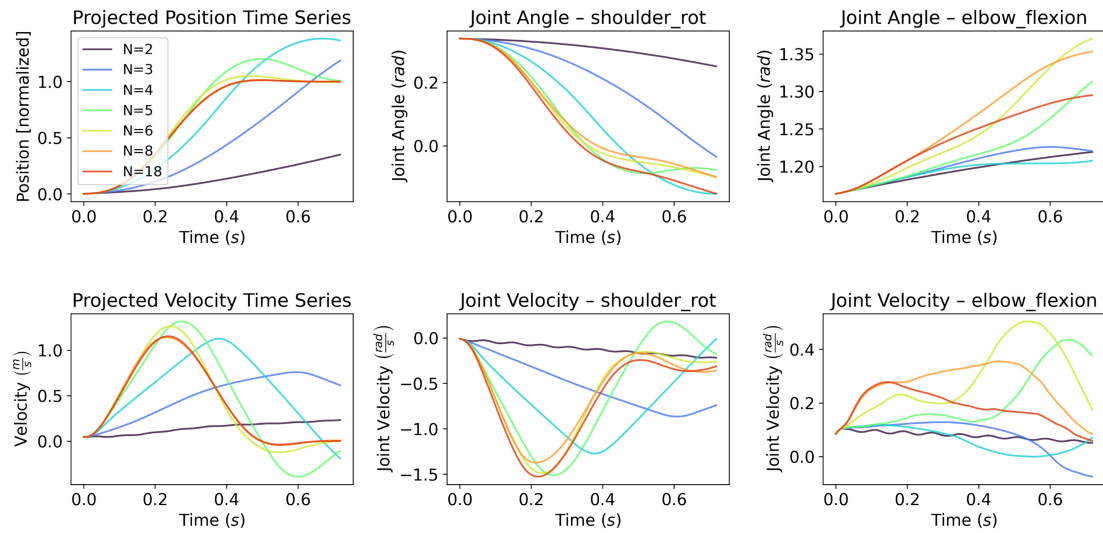 Projected Position Time Series
Position [normalized]
1.0
0.5
0.0
N=2
N=3
N=4
N=5
N=6
N=8
N=18
0.0 0.2 0.4 0.6
Time (s)
Joint Angle – shoulder_rot
Joint Angle (rad)
0.2
0.0
0.0 0.2 0.4 0.6
Time (s)
Joint Angle – elbow_flexion
Joint Angle (rad)
1.35
1.30
1.25
1.20
0.0 0.2 0.4 0.6
Time (s)
Projected Velocity Time Series
Velocity (m/s)
1.0
0.5
0.0
0.0 0.2 0.4 0.6
Time (s)
Joint Velocity – shoulder_rot
Joint Velocity (rad/s)
0.0
−0.5
−1.0
−1.5
0.0 0.2 0.4 0.6
Time (s)
Joint Velocity – elbow_flexion
Joint Velocity (rad/s)
0.4
0.2
0.0
0.0 0.2 0.4 0.6
Time (s)